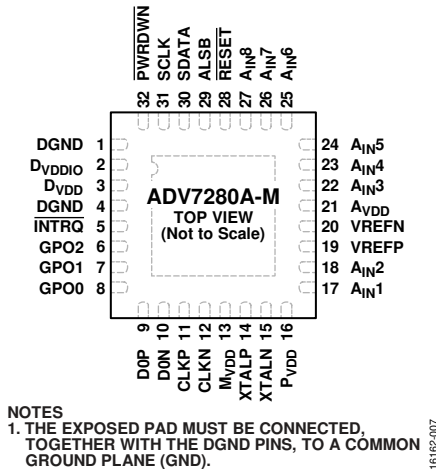 32 PWRDWN
31 SCLK
30 SDATA
29 ALSB
28 RESET
27 AIN8
26 AIN7
25 AIN6
DGND 1
DVDDIO 2
DVDD 3
DGND 4
INTRQ 5
GPO2 6
GPO1 7
GPO0 8
ADV7280A-M
TOP VIEW
(Not to Scale)
24 AIN5
23 AIN4
22 AIN3
21 AVDD
20 VREFN
19 VREFP
18 AIN2
17 AIN1
D0P 9
D0N 10
CLKP 11
CLKN 12
MVDD 13
XTALP 14
XTALN 15
PVDD 16
NOTES
1. THE EXPOSED PAD MUST BE CONNECTED,
TOGETHER WITH THE DGND PINS, TO A COMMON
GROUND PLANE (GND).
16162-007